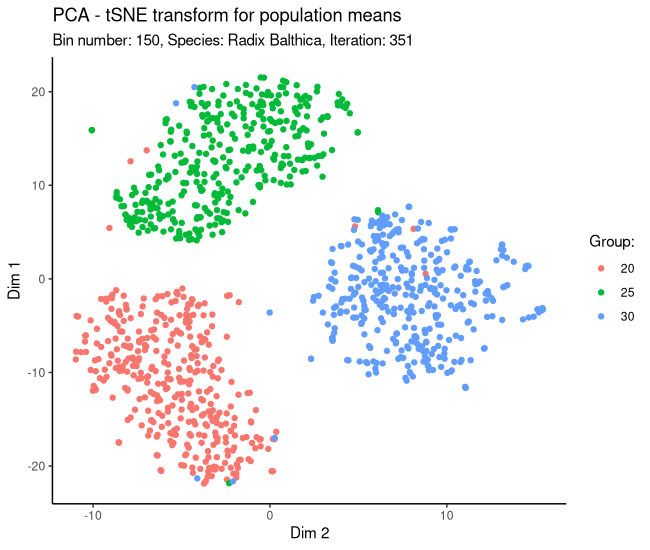 PCA - tSNE transform for population means
Bin number: 150, Species: Radix Balthica, Iteration: 351
20
10
0
-10
-20
Dim 1
-10
0
10
Dim 2
Group:
20
25
30